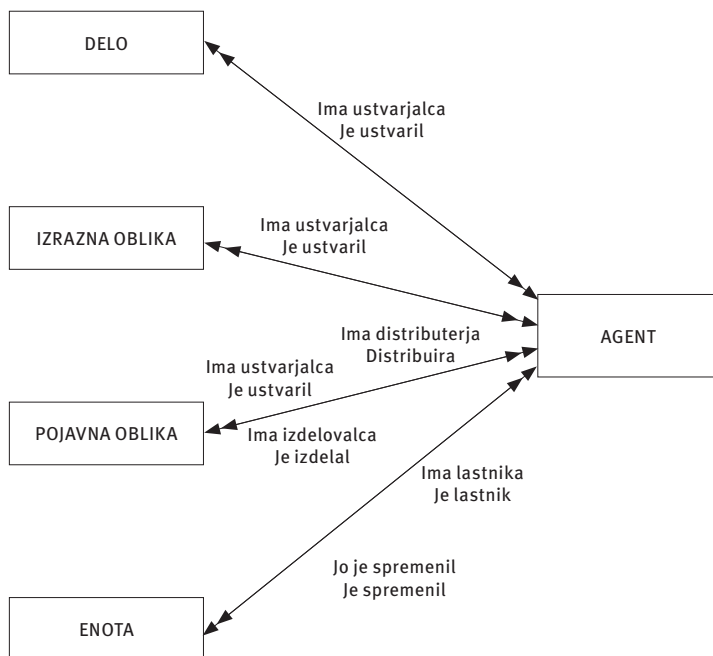 DELO
Ima ustvarjalca
Je ustvaril
IZRAZNA OBLIKA
Ima ustvarjalca
Je ustvaril
AGENT
Ima distributerja
Distribuira
Ima ustvarjalca
Je ustvaril
POJAVNA OBLIKA
Ima izdelovalca
Je izdelal
Ima lastnika
Je lastnik
Jo je spremenil
Je spremenil
ENOTA